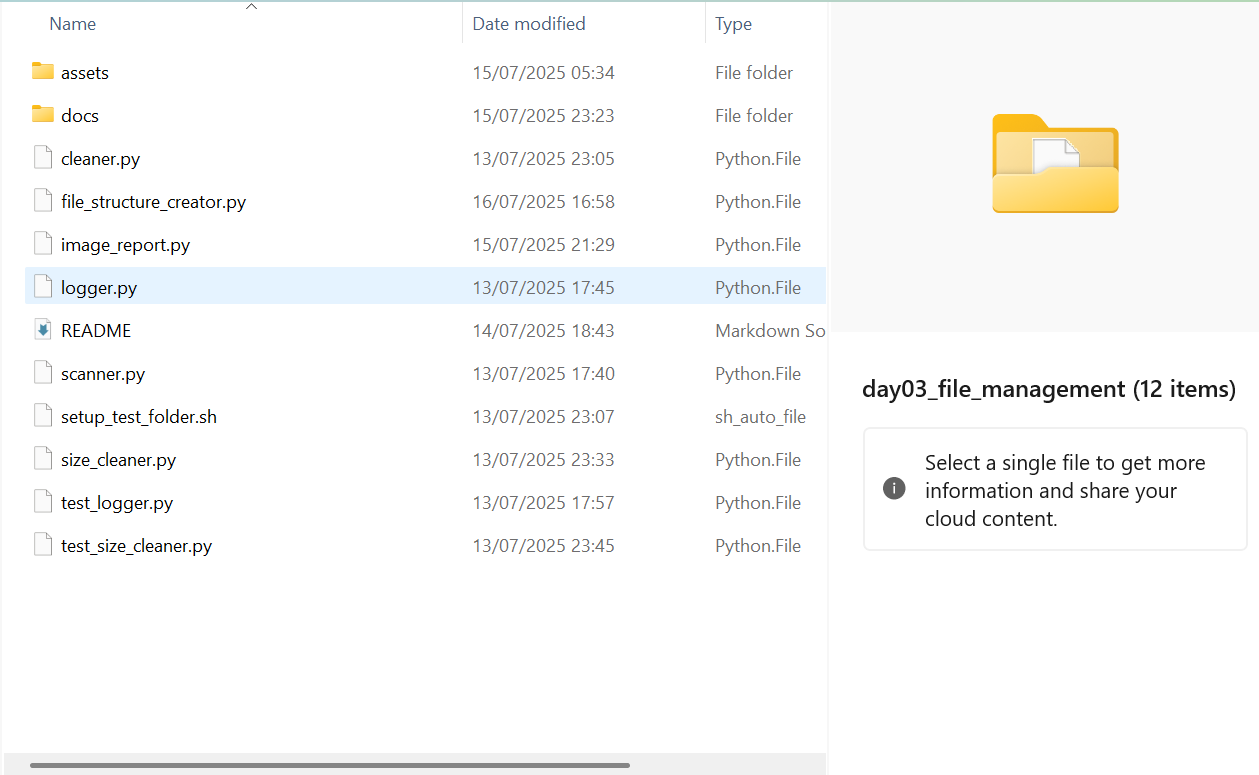 Name Date modified Type
assets 15/07/2025 05:34 File folder
docs 15/07/2025 23:23 File folder
cleaner.py 13/07/2025 23:05 Python.File
file_structure_creator.py 16/07/2025 16:58 Python.File
image_report.py 15/07/2025 21:29 Python.File
logger.py 13/07/2025 17:45 Python.File
README 14/07/2025 18:43 Markdown So
scanner.py 13/07/2025 17:40 Python.File
setup_test_folder.sh 13/07/2025 23:07 sh_auto_file
size_cleaner.py 13/07/2025 23:33 Python.File
test_logger.py 13/07/2025 17:57 Python.File
test_size_cleaner.py 13/07/2025 23:45 Python.File
day03_file_management (12 items)
Select a single file to get more
information and share your
cloud content.